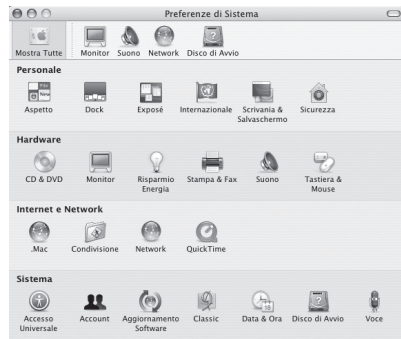 Preferenze di Sistema
Mostra Tutte Monitor Suono Network Disco di Avvio
Personale
Aspetto Dock Exposé Internazionale Scrivania & Salvaschermo Sicurezza
Hardware
CD & DVD Monitor Risparmio Energia Stampa & Fax Suono Tastiera & Mouse
Internet e Network
.Mac Condivisione Network QuickTime
Sistema
Accesso Universale Account Aggiornamento Software Classic Data & Ora Disco di Avvio Voce